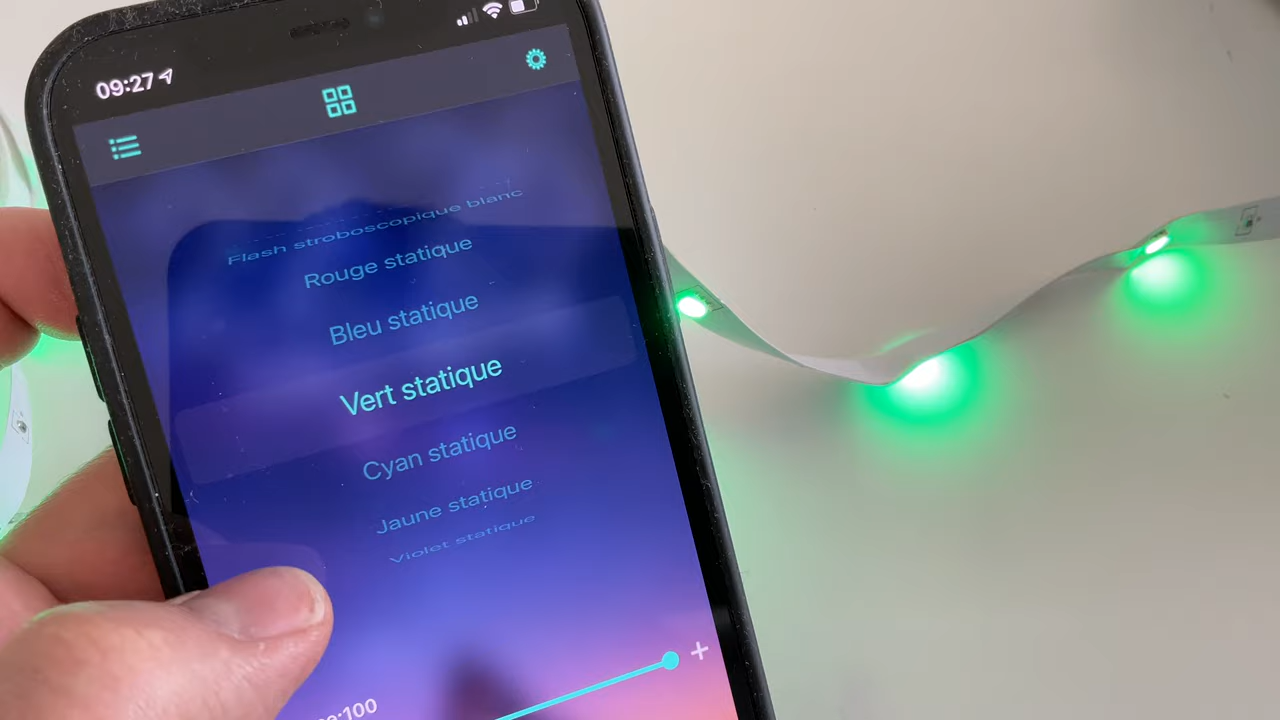 09:27
Flash stroboscopique blanc
Rouge statique
Bleu statique
Vert statique
Cyan statique
Jaune statique
Violet statique
+
:100